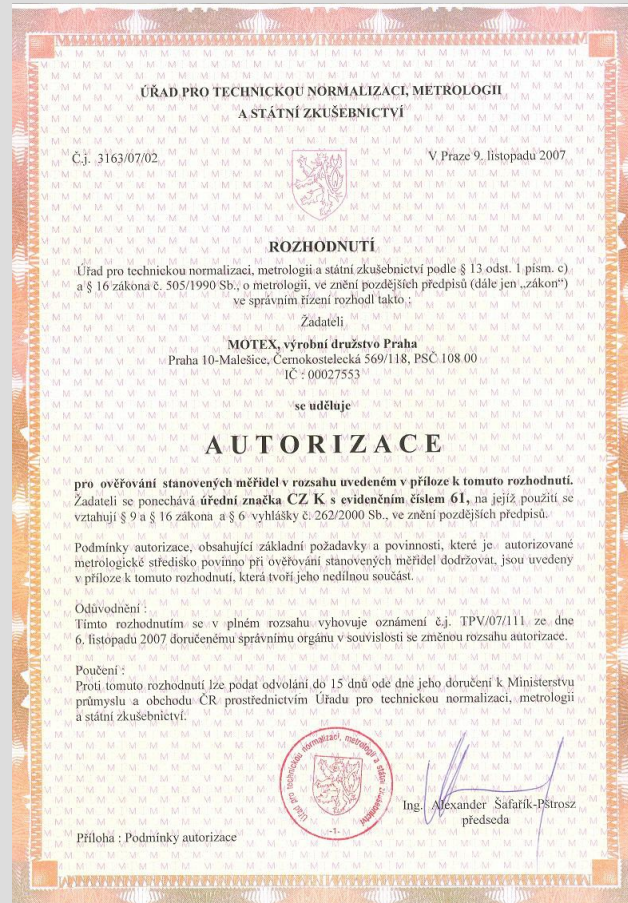 ÚŘAD PRO TECHNICKOU NORMALIZACI, METROLOGII
A STÁTNÍ ZKUŠEBNICTVÍ
Č.j. 3163/07/02
V Praze 9. listopadu 2007
ROZHODNUTÍ
Úřad pro technickou normalizaci, metrologii a státní zkušebnictví podle § 13 odst. 1 písm. c)
a § 16 zákona č. 505/1990 Sb., o metrologii, ve znění pozdějších předpisů (dále jen „zákon“)
ve správním řízení rozhodl takto :
Žadateli
MOTEX, výrobní družstvo Praha
Praha 10-Malešice, Černokostelecká 569/118, PSČ 108 00
IČ : 00027553
se uděluje
AUTORIZACE
pro ověřování stanovených měřidel v rozsahu uvedeném v příloze k tomuto rozhodnutí.
Žadateli se ponechává úřední značka CZ K s evidenčním číslem 61, na jejíž použití se
vztahují § 9 a § 16 zákona a § 6 vyhlášky č. 262/2000 Sb., ve znění pozdějších předpisů.
Podmínky autorizace, obsahující základní požadavky a povinnosti, které je autorizované
metrologické středisko povinno při ověřování stanovených měřidel dodržovat, jsou uvedeny
v příloze k tomuto rozhodnutí, která tvoří jeho nedílnou součást.
Odůvodnění :
Tímto rozhodnutím se v plném rozsahu vyhovuje oznámení č.j. TPV/07/111 ze dne
6. listopadu 2007 doručenému správnímu orgánu v souvislosti se změnou rozsahu autorizace.
Poučení :
Proti tomuto rozhodnutí lze podat odvolání do 15 dnů ode dne jeho doručení k Ministerstvu
průmyslu a obchodu ČR prostřednictvím Úřadu pro technickou normalizaci, metrologii
a státní zkušebnictví.
Úřad pro technickou normalizaci, metrologii a státní zkušebnictví
-1-
Ing. Alexander Šafařík-Pštrosz
předseda
Příloha : Podmínky autorizace